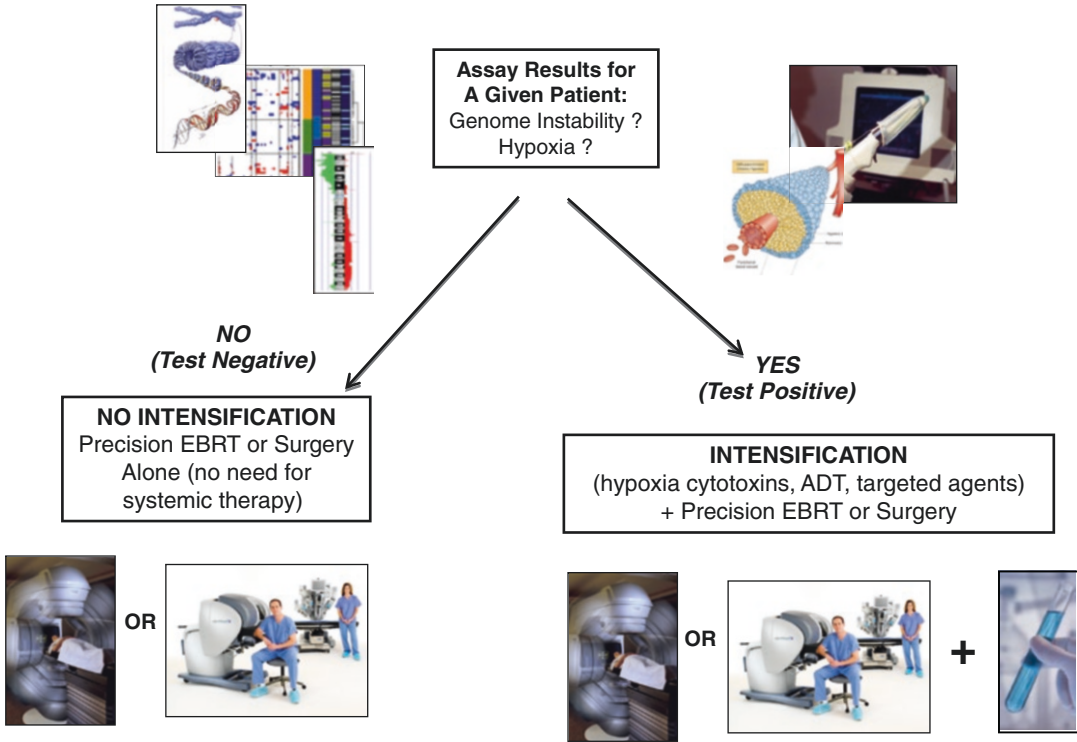 Assay Results for
A Given Patient:
Genome Instability ?
Hypoxia ?
NO
(Test Negative)
YES
(Test Positive)
NO INTENSIFICATION
Precision EBRT or Surgery
Alone (no need for
systemic therapy)
INTENSIFICATION
(hypoxia cytotoxins, ADT, targeted agents)
+ Precision EBRT or Surgery
OR
OR
+